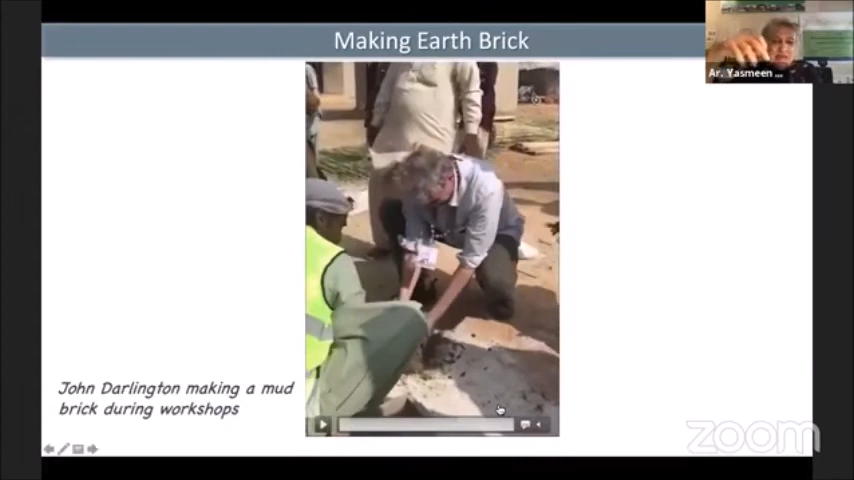 Making Earth Brick
Ar. Yasmeen ...
John Darlington making a mud
brick during workshops
zoom